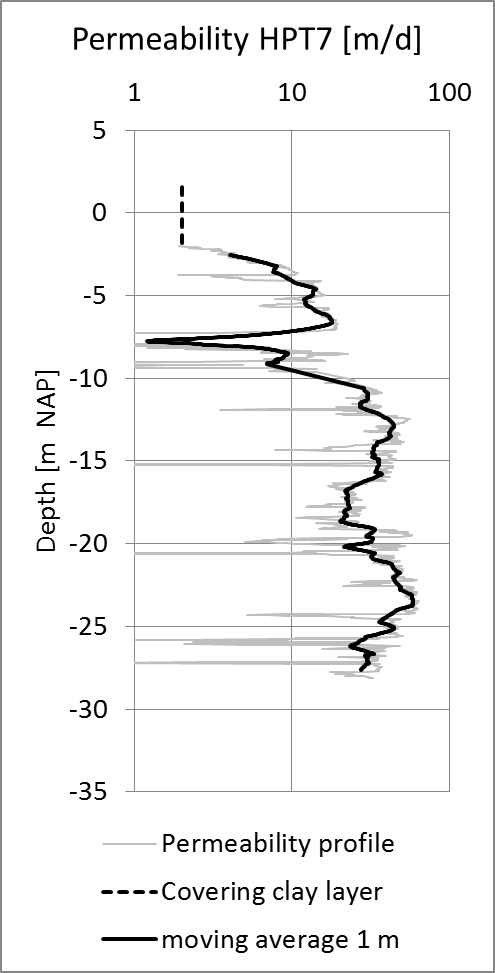 Permeability HPT7 [m/d]
1 10 100
5
0
-5
-10
-15
-20
-25
-30
-35
Depth [m NAP]
Permeability profile
Covering clay layer
moving average 1 m